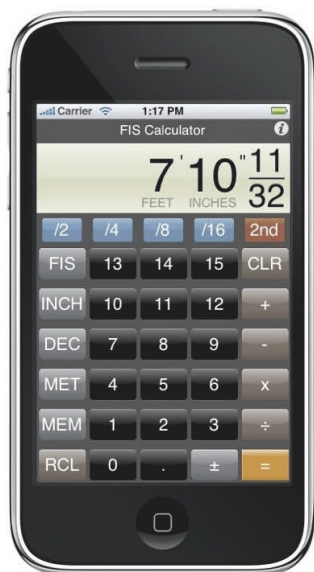 Carrier 1:17 PM
FIS Calculator i
7' 10" 11/32
FEET INCHES
/2 /4 /8 /16 2nd
FIS 13 14 15 CLR
INCH 10 11 12 +
DEC 7 8 9 -
MET 4 5 6 x
MEM 1 2 3 ÷
RCL 0 . ± =